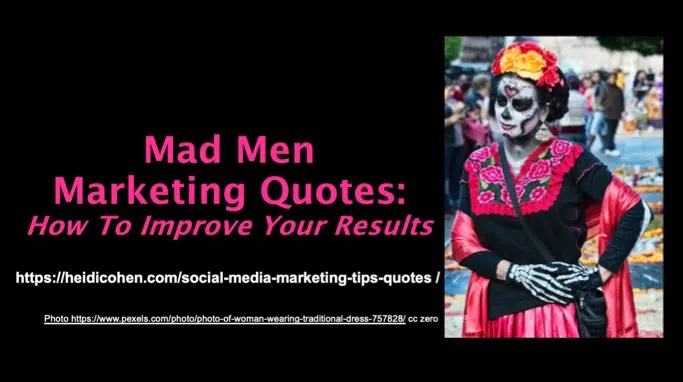 Mad Men
Marketing Quotes:
How To Improve Your Results
https://heidicohen.com/social-media-marketing-tips-quotes /
Photo https://www.pexels.com/photo/photo-of-woman-wearing-traditional-dress-757828/ cc zero